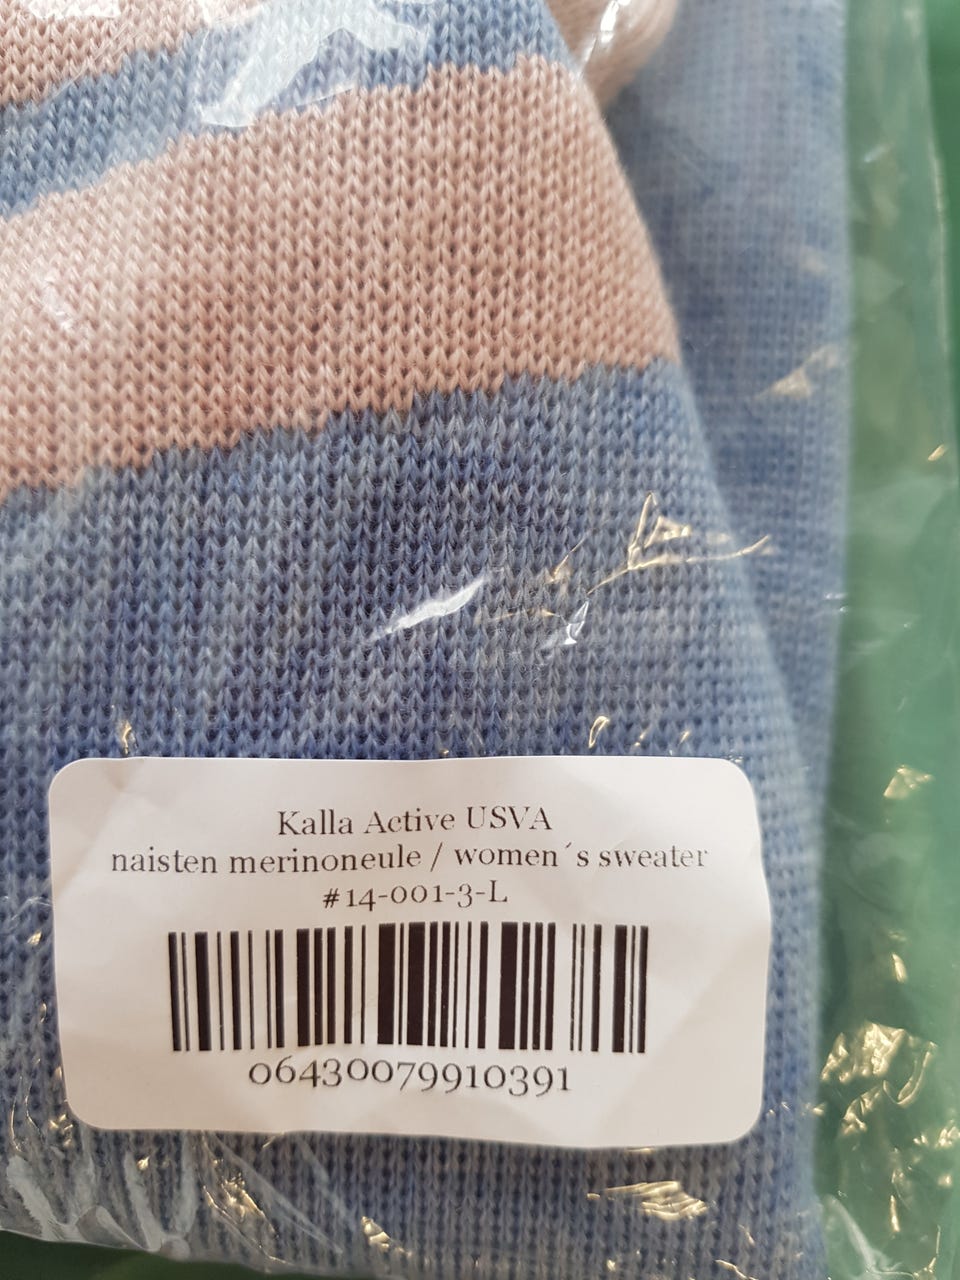 Kalla Active USVA
naisten merinoneule / women´s sweater
#14-001-3-L
06430079910391